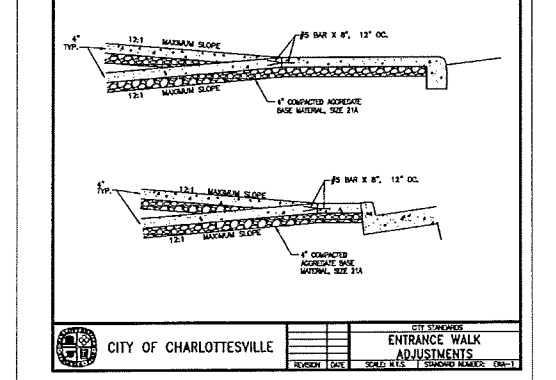 4"
TYP.
12:1
MAXIMUM SLOPE
#5 BAR X 8", 12" OC.
12:1
MAXIMUM SLOPE
4" COMPACTED AGGREGATE
BASE MATERIAL, SIZE 21A
4"
TYP.
12:1
MAXIMUM SLOPE
#5 BAR X 8", 12" OC.
12:1
MAXIMUM SLOPE
4" COMPACTED
AGGREGATE BASE
MATERIAL, SIZE 21A
CITY OF CHARLOTTESVILLE
REVISION
DATE
CITY STANDARDS
ENTRANCE WALK
ADJUSTMENTS
SCALE: N.T.S.
STANDARD NUMBER: EWA-1